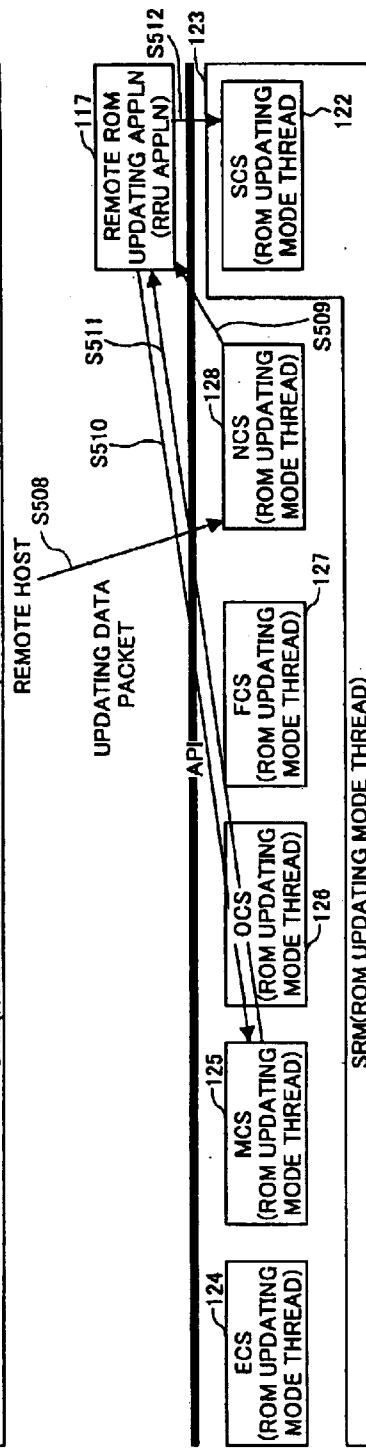 REMOTE HOST
S508
UPDATING DATA
PACKET
S510
S511
117
REMOTE ROM
UPDATING APPLN
(RRU APPLN)
S512
API
123
124
ECS
(ROM UPDATING
MODE THREAD)
125
MCS
(ROM UPDATING
MODE THREAD)
OCS
(ROM UPDATING
MODE THREAD)
126
FCS
(ROM UPDATING
MODE THREAD)
127
128
NCS
(ROM UPDATING
MODE THREAD)
S509
SCS
(ROM UPDATING
MODE THREAD
122
SRM(ROM UPDATING MODE THREAD)